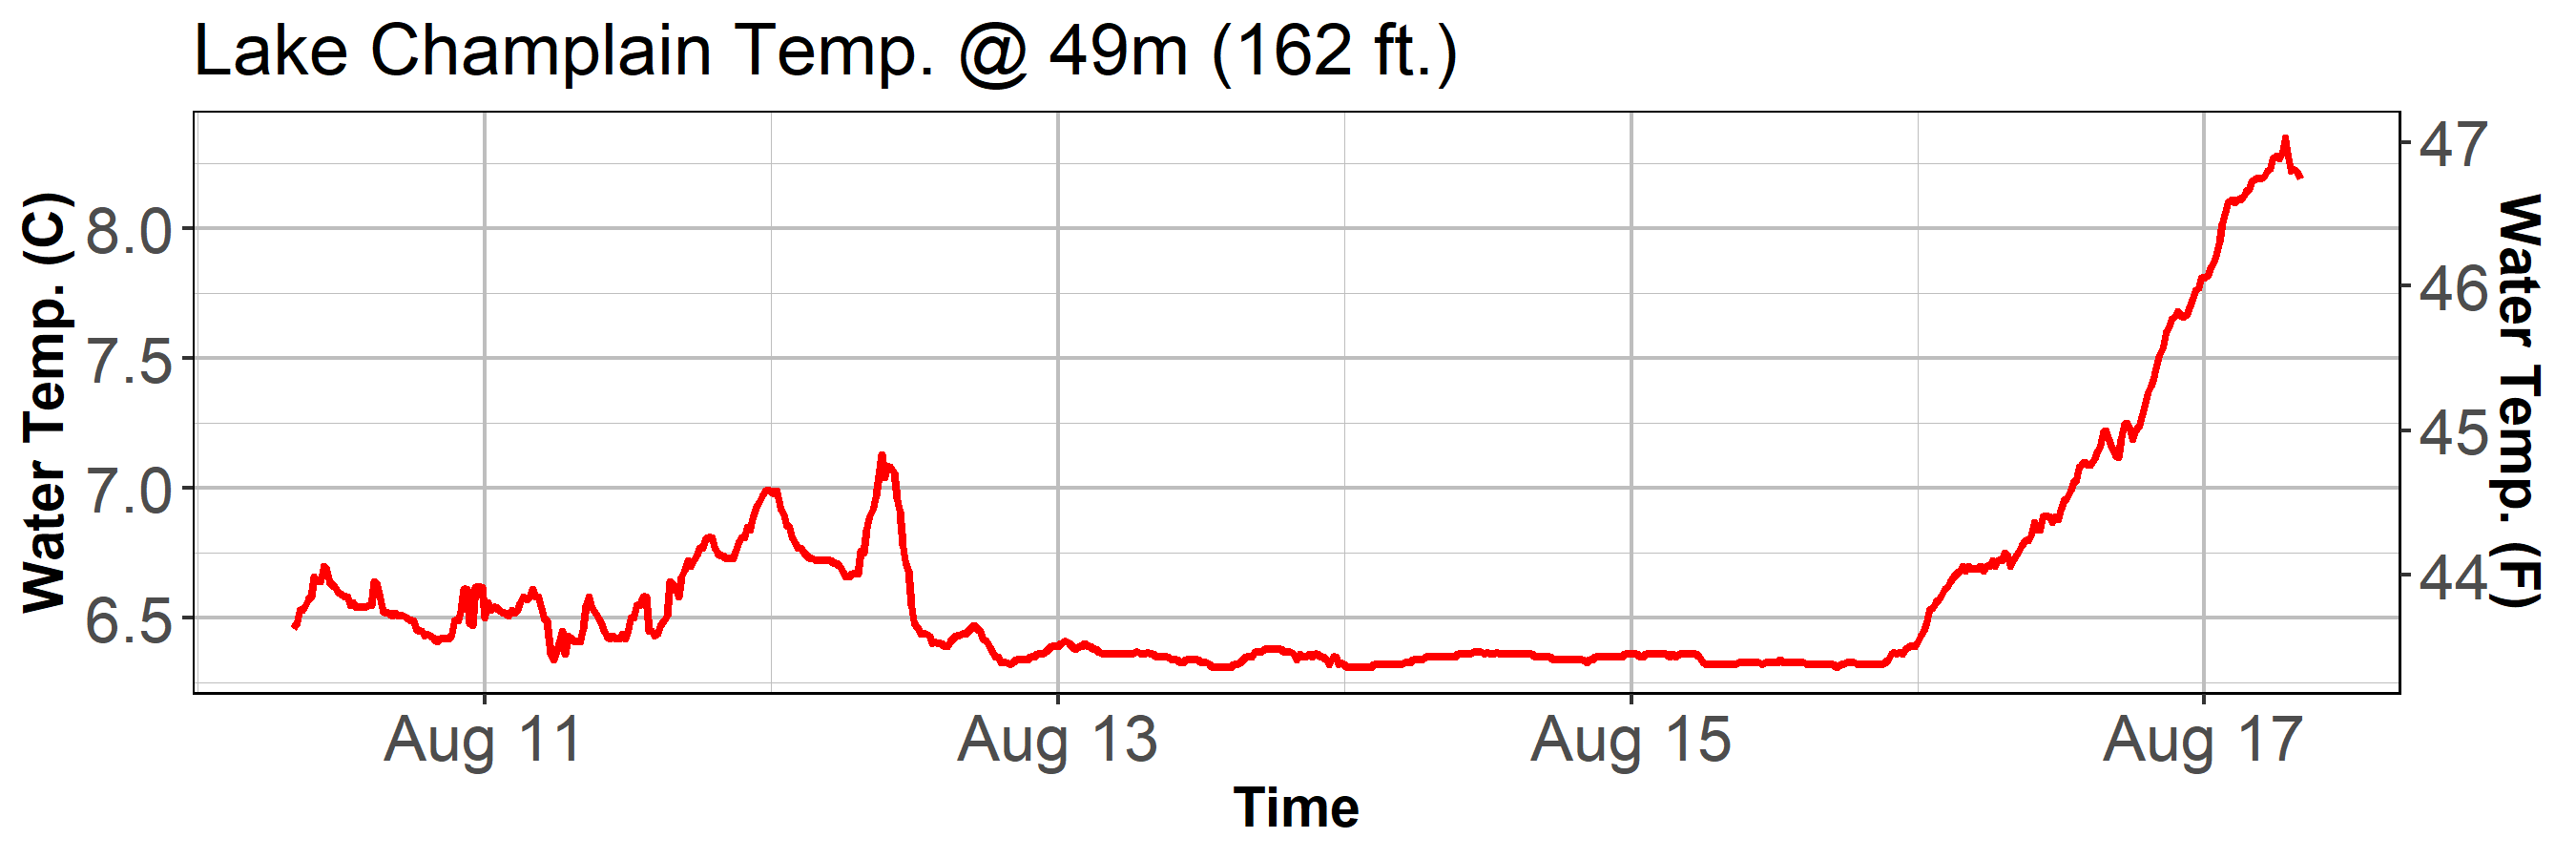 Lake Champlain Temp. @ 49m (162 ft.)
Water Temp. (C)
8.0
7.5
7.0
6.5
47
46
45
44
Water Temp. (F)
Aug 11
Aug 13
Aug 15
Aug 17
Time